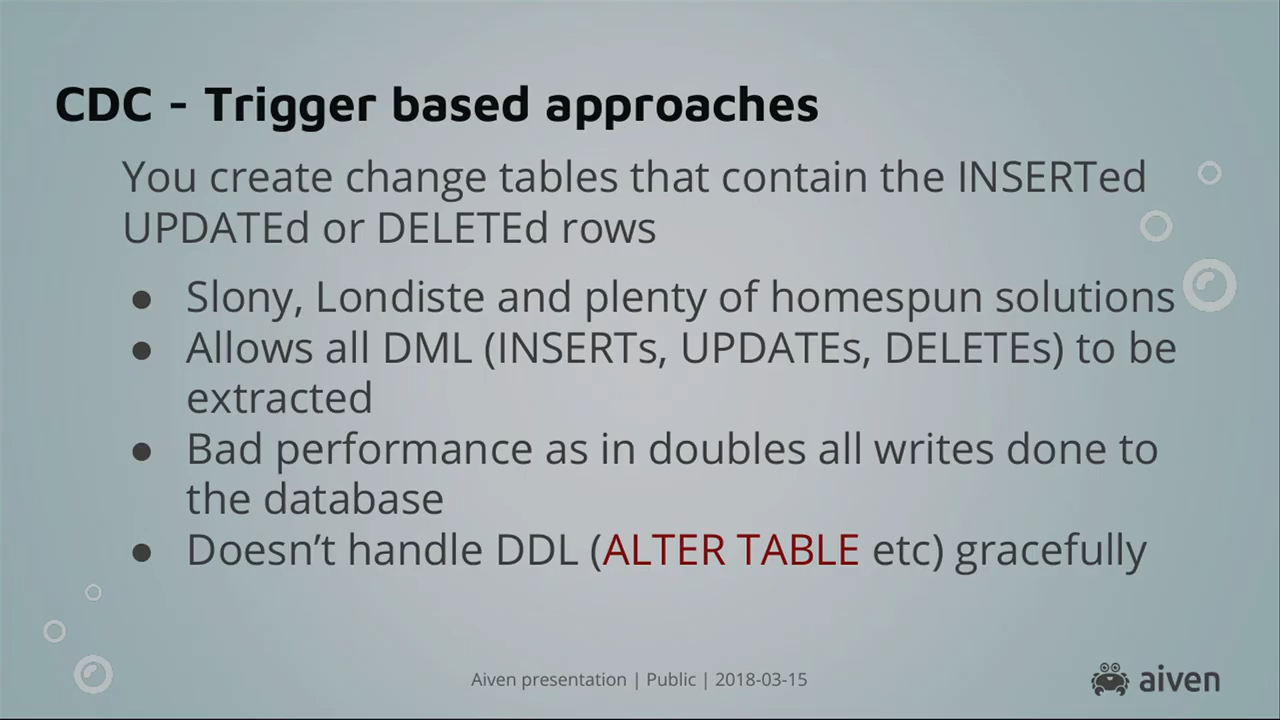 CDC - Trigger based approaches
You create change tables that contain the INSERTed
UPDATEd or DELETEd rows
● Slony, Londiste and plenty of homespun solutions
● Allows all DML (INSERTs, UPDATEs, DELETEs) to be
extracted
● Bad performance as in doubles all writes done to
the database
● Doesn't handle DDL (ALTER TABLE etc) gracefully
Aiven presentation | Public | 2018-03-15
aiven